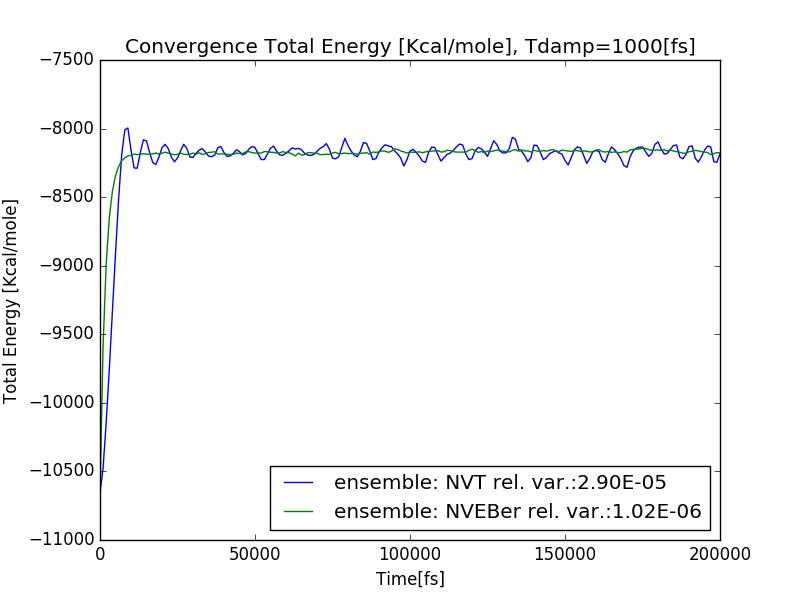 Convergence Total Energy [Kcal/mole], Tdamp=1000[fs]
−7500
−8000
−8500
−9000
−9500
−10000
−10500
−11000
Total Energy [Kcal/mole]
ensemble: NVT rel. var.:2.90E-05
ensemble: NVEBer rel. var.:1.02E-06
0 50000 100000 150000 200000
Time[fs]